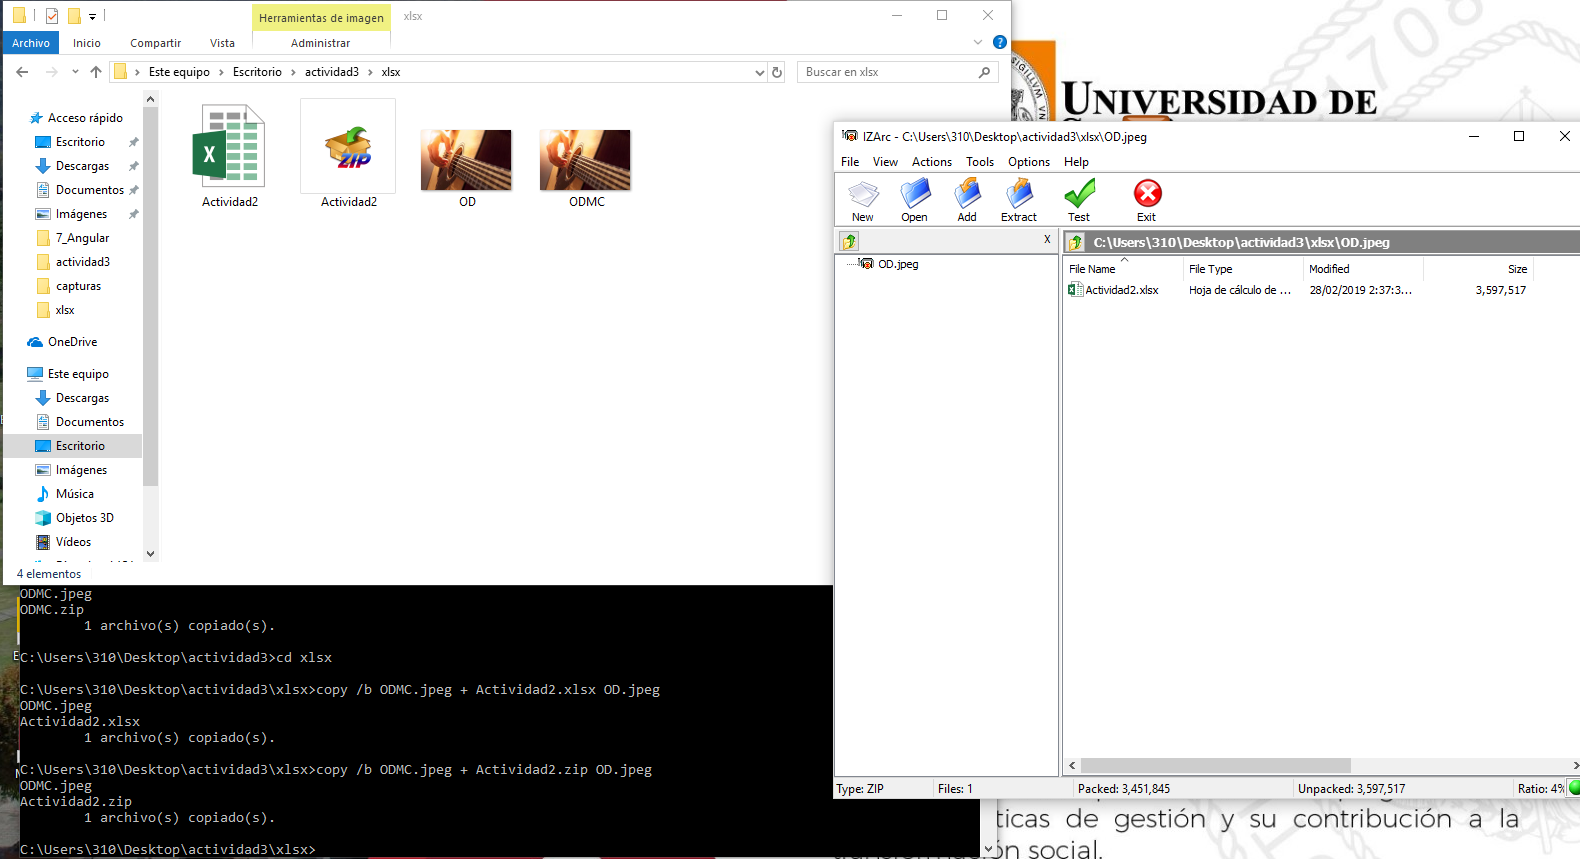 Herramientas de imagen
xlsx
Archivo
Inicio
Compartir
Vista
Administrar
Este equipo
Escritorio
actividad3
xlsx
Buscar en xlsx
Acceso rápido
Escritorio
Descargas
Documentos
Imágenes
7_Angular
actividad3
capturas
xlsx
OneDrive
Este equipo
Descargas
Documentos
Escritorio
Imágenes
Música
Objetos 3D
Vídeos
Actividad2
Actividad2
OD
ODMC
4 elementos
ODMC.jpeg
ODMC.zip
1 archivo(s) copiado(s).
C:\Users\310\Desktop\actividad3>cd xlsx
C:\Users\310\Desktop\actividad3\xlsx>copy /b ODMC.jpeg + Actividad2.xlsx OD.jpeg
ODMC.jpeg
Actividad2.xlsx
1 archivo(s) copiado(s).
C:\Users\310\Desktop\actividad3\xlsx>copy /b ODMC.jpeg + Actividad2.zip OD.jpeg
ODMC.jpeg
Actividad2.zip
1 archivo(s) copiado(s).
C:\Users\310\Desktop\actividad3\xlsx>
UNIVERSIDAD DE
IZArc - C:\Users\310\Desktop\actividad3\xlsx\OD.jpeg
File View Actions Tools Options Help
New Open Add Extract Test Exit
X
C:\Users\310\Desktop\actividad3\xlsx\OD.jpeg
OD.jpeg
File Name File Type Modified Size
Actividad2.xlsx Hoja de cálculo de ... 28/02/2019 2:37:3... 3,597,517
Type: ZIP Files: 1 Packed: 3,451,845 Unpacked: 3,597,517 Ratio: 4%
ticas de gestión y su contribución a la
social.